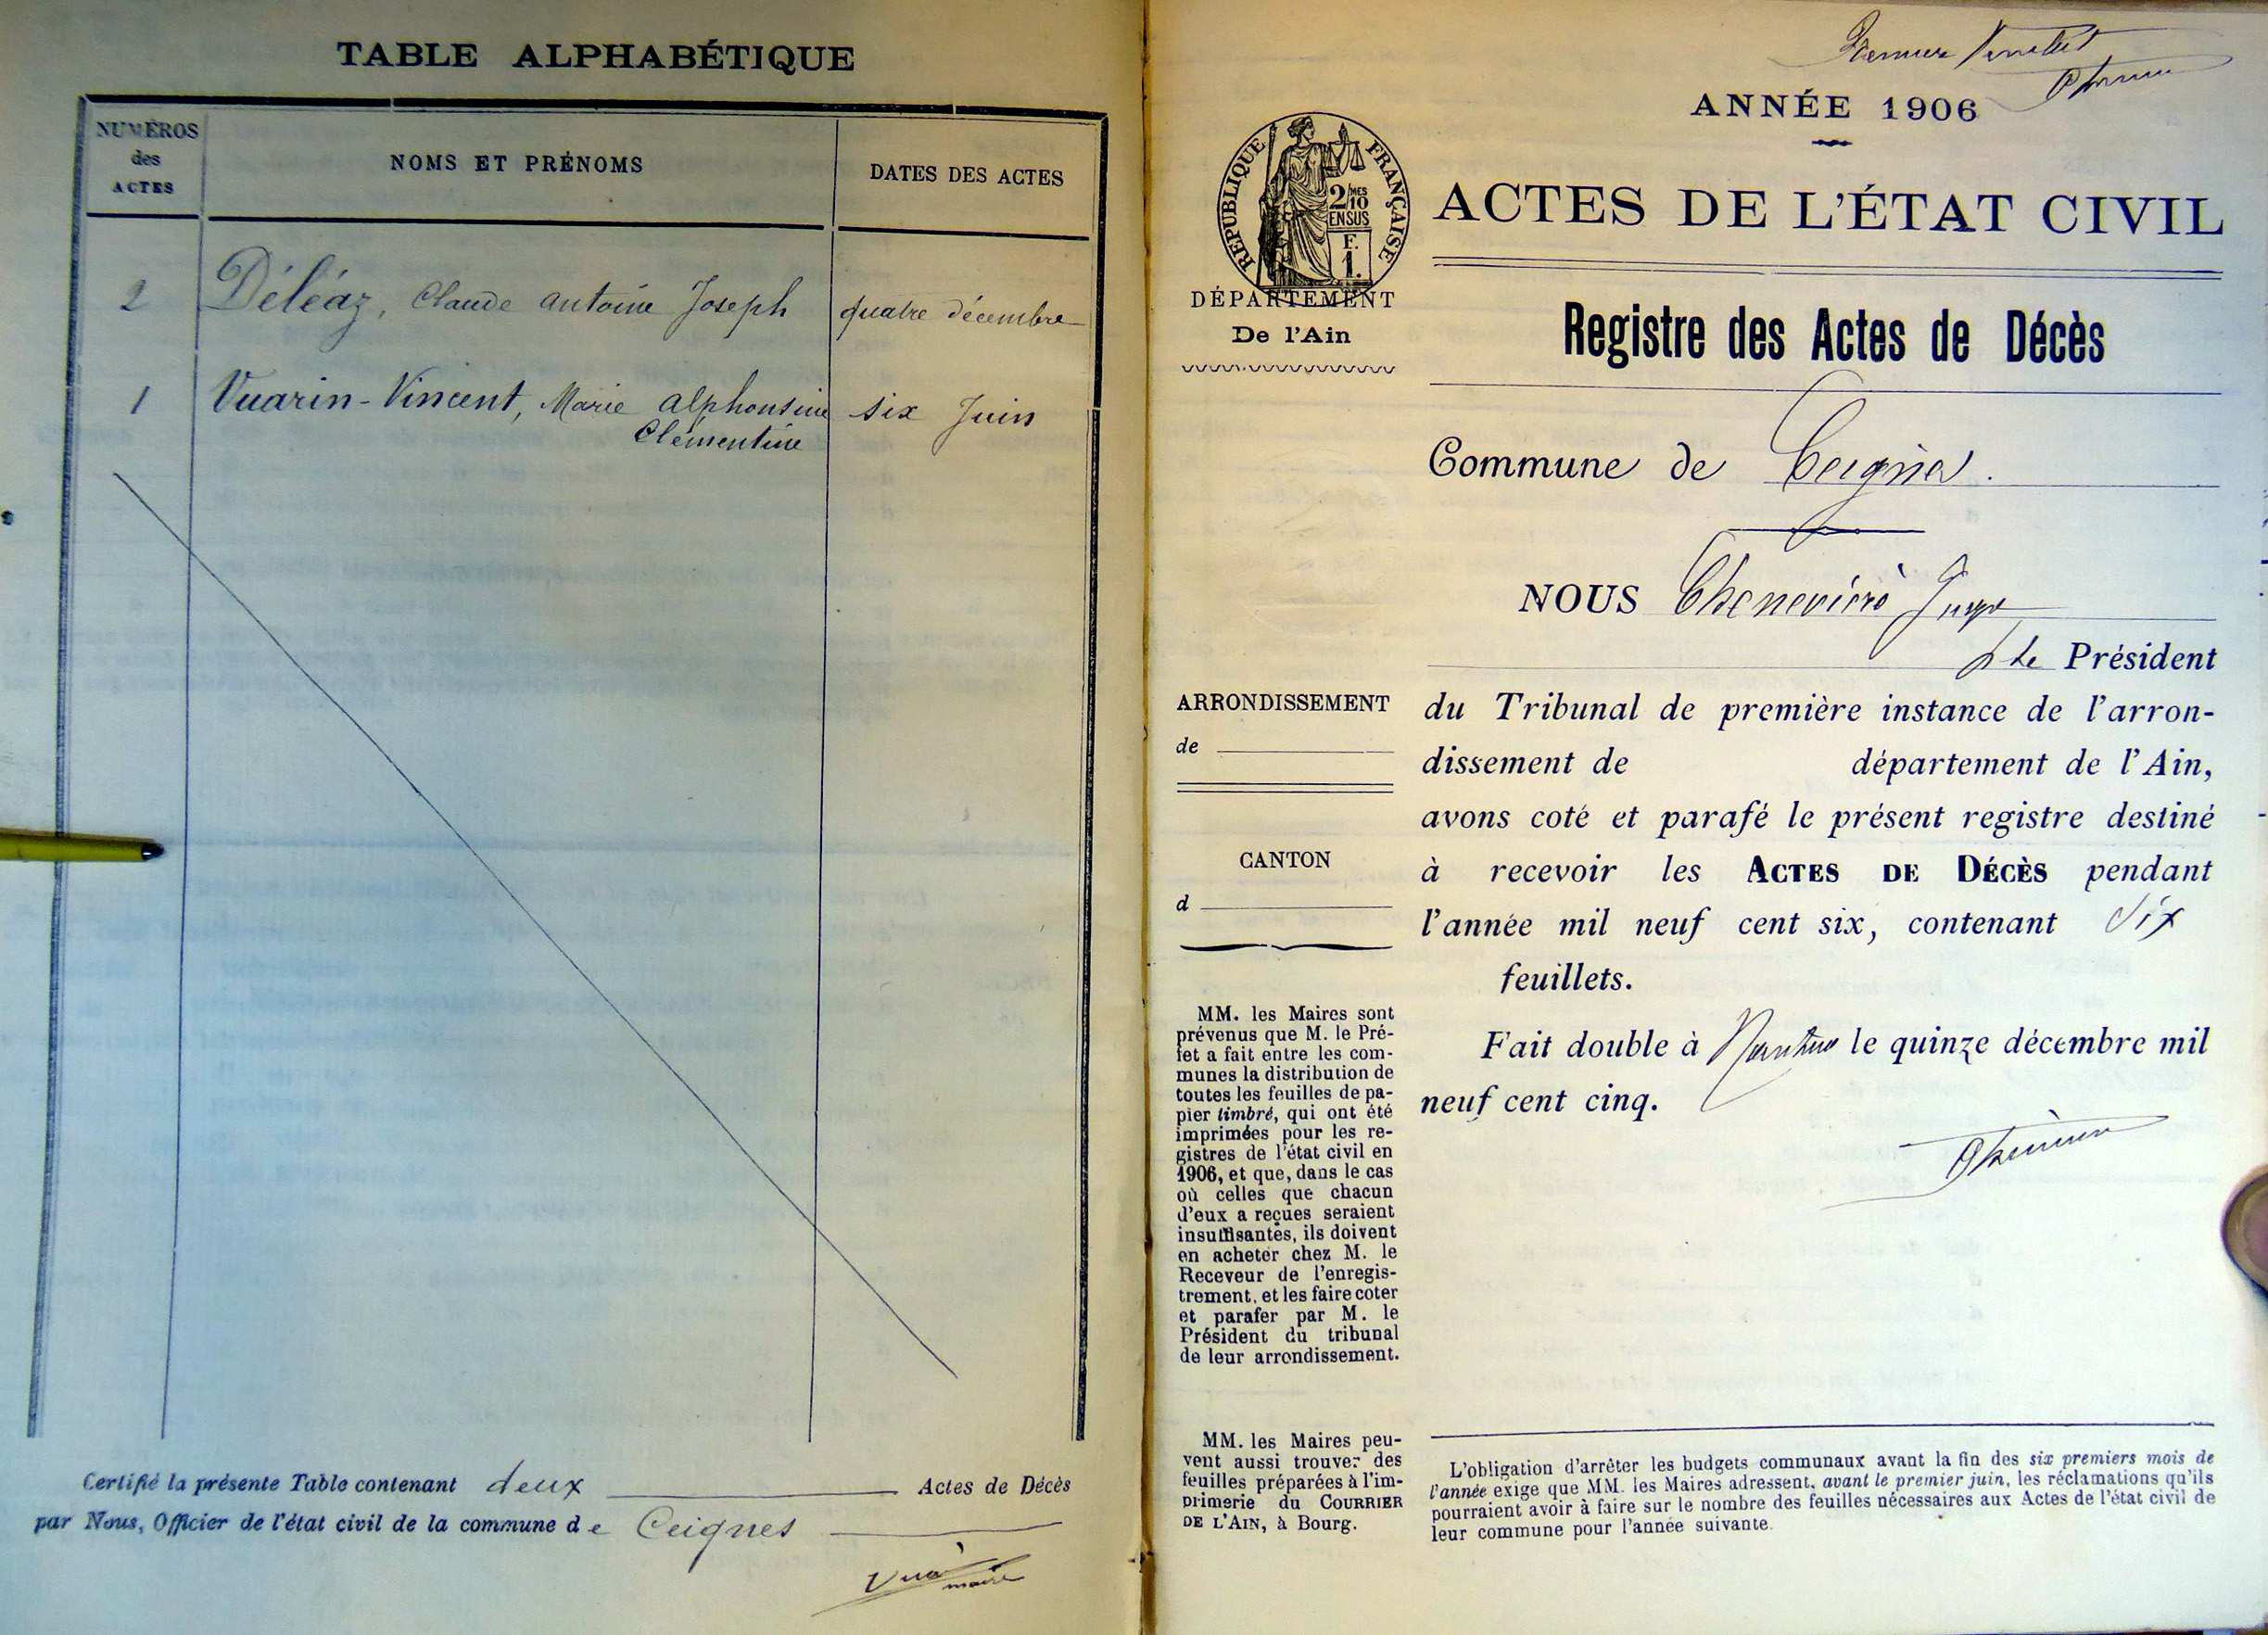 TABLE ALPHABÉTIQUE
NUMÉROS
des
ACTES
NOMS ET PRÉNOMS
DATES DES ACTES
2 Déléaz, Claude antoine Joseph quatre décembre
1 Vuarin-Vincent, Marie alphonsine six Juin
Clémentine
Certifié la présente Table contenant deux Actes de Décès
par Nous, Officier de l'état civil de la commune de Ceignes
maire
Premier
ANNÉE 1906
RÉPUBLIQUE FRANÇAISE
2/10 MES
EN SUS
F.
1.
ACTES DE L'ÉTAT CIVIL
DÉPARTEMENT
De l'Ain
Registre des Actes de Décès
Commune de Ceignes.
NOUS Chenevière Juge
Président
ARRONDISSEMENT
de
CANTON
d
du Tribunal de première instance de l'arron-
dissement de département de l'Ain,
avons coté et parafé le présent registre destiné
à recevoir les ACTES DE DÉCÈS pendant
l'année mil neuf cent six, contenant Six
feuillets.
Fait double à Nantua le quinze décembre mil
neuf cent cinq.
MM. les Maires sont
prévenus que M. le Pré-
fet a fait entre les com-
munes la distribution de
toutes les feuilles de pa-
pier timbré, qui ont été
imprimées pour les re-
gistres de l'état civil en
1906, et que, dans le cas
où celles que chacun
d'eux a reçues seraient
insuffisantes, ils doivent
en acheter chez M. le
Receveur de l'enregis-
trement, et les faire coter
et parafer par M. le
Président du tribunal
de leur arrondissement.
MM. les Maires peu-
vent aussi trouver des
feuilles préparées à l'im-
primerie du COURRIER
DE L'AIN, à Bourg.
L'obligation d'arrêter les budgets communaux avant la fin des six premiers mois de
l'année exige que MM. les Maires adressent, avant le premier juin, les réclamations qu'ils
pourraient avoir à faire sur le nombre des feuilles nécessaires aux Actes de l'état civil de
leur commune pour l'année suivante.